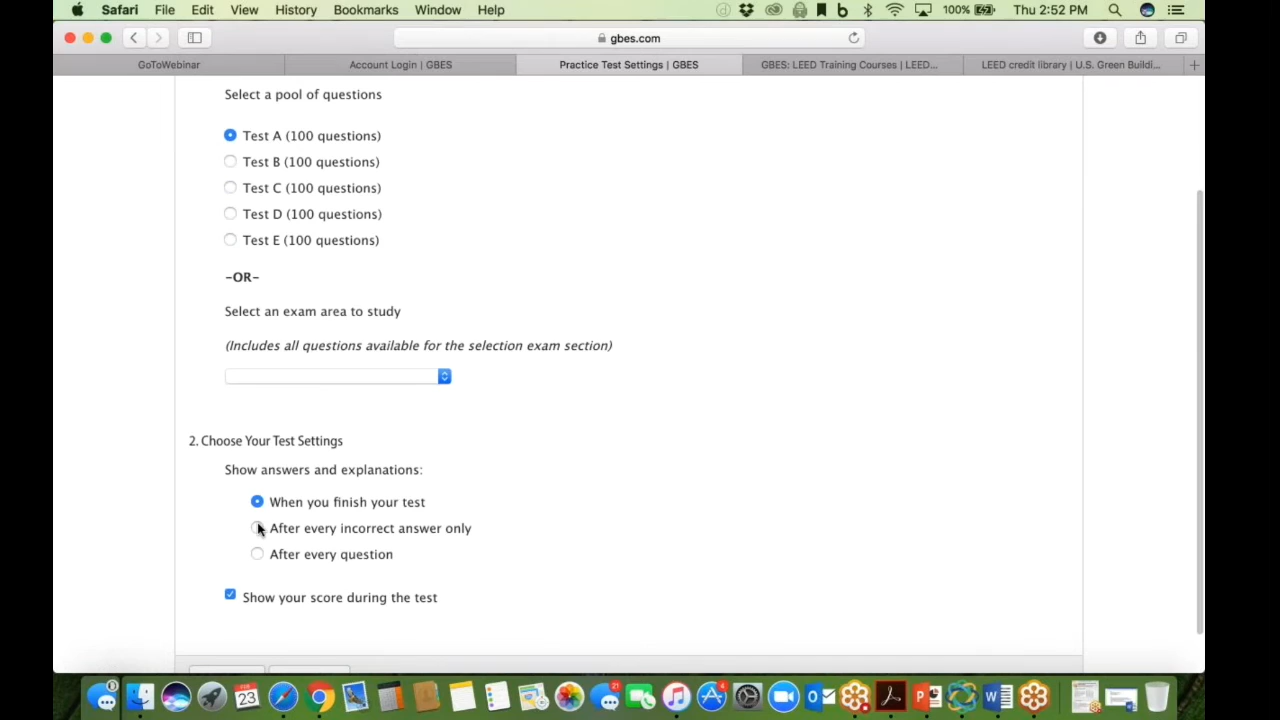 Safari File Edit View History Bookmarks Window Help 100% Thu 2:52 PM
gbes.com
GoToWebinar Account Login | GBES Practice Test Settings | GBES GBES: LEED Training Courses | LEED... LEED credit library | U.S. Green Buildi...
Select a pool of questions
Test A (100 questions)
Test B (100 questions)
Test C (100 questions)
Test D (100 questions)
Test E (100 questions)
-OR-
Select an exam area to study
(Includes all questions available for the selection exam section)
2. Choose Your Test Settings
Show answers and explanations:
When you finish your test
After every incorrect answer only
After every question
Show your score during the test